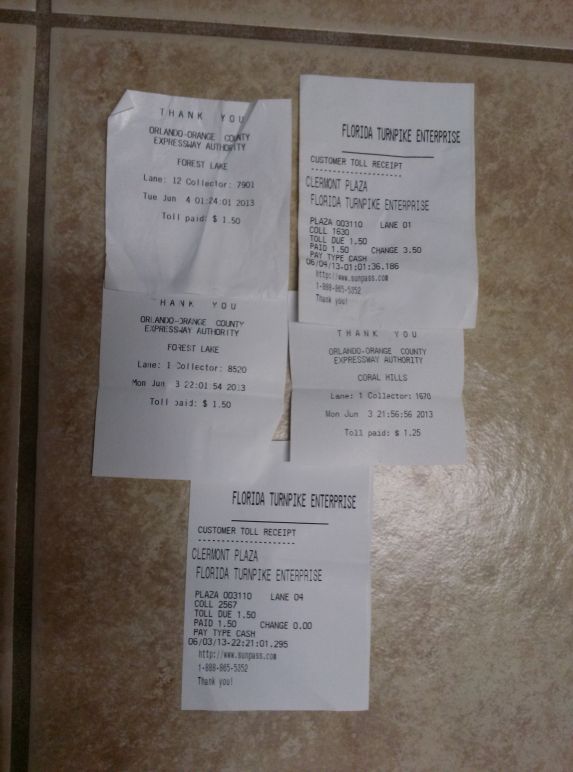 THANK YOU
ORLANDO-ORANGE COUNTY
EXPRESSWAY AUTHORITY
FOREST LAKE
Lane: 12 Collector: 7901
Tue Jun 4 01:24:01 2013
Toll paid: $ 1.50
FLORIDA TURNPIKE ENTERPRISE
CUSTOMER TOLL RECEIPT
CLERMONT PLAZA
FLORIDA TURNPIKE ENTERPRISE
PLAZA 003110 LANE 01
COLL 1630
TOLL DUE 1.50
PAID 1.50 CHANGE 3.50
PAY TYPE CASH
06/04/13-01:01:36.186
http://www.sunpass.com
1-888-865-5352
Thank you!
THANK YOU
ORLANDO-ORANGE COUNTY
EXPRESSWAY AUTHORITY
FOREST LAKE
Lane: 1 Collector: 8520
Mon Jun 3 22:01:54 2013
Toll paid: $ 1.50
THANK YOU
ORLANDO-ORANGE COUNTY
EXPRESSWAY AUTHORITY
CORAL HILLS
Lane: 1 Collector: 1670
Mon Jun 3 21:56:56 2013
Toll paid: $ 1.25
FLORIDA TURNPIKE ENTERPRISE
CUSTOMER TOLL RECEIPT
CLERMONT PLAZA
FLORIDA TURNPIKE ENTERPRISE
PLAZA 003110 LANE 04
COLL 2567
TOLL DUE 1.50
PAID 1.50 CHANGE 0.00
PAY TYPE CASH
06/03/13-22:21:01.295
http://www.sunpass.com
1-888-865-5352
Thank you!